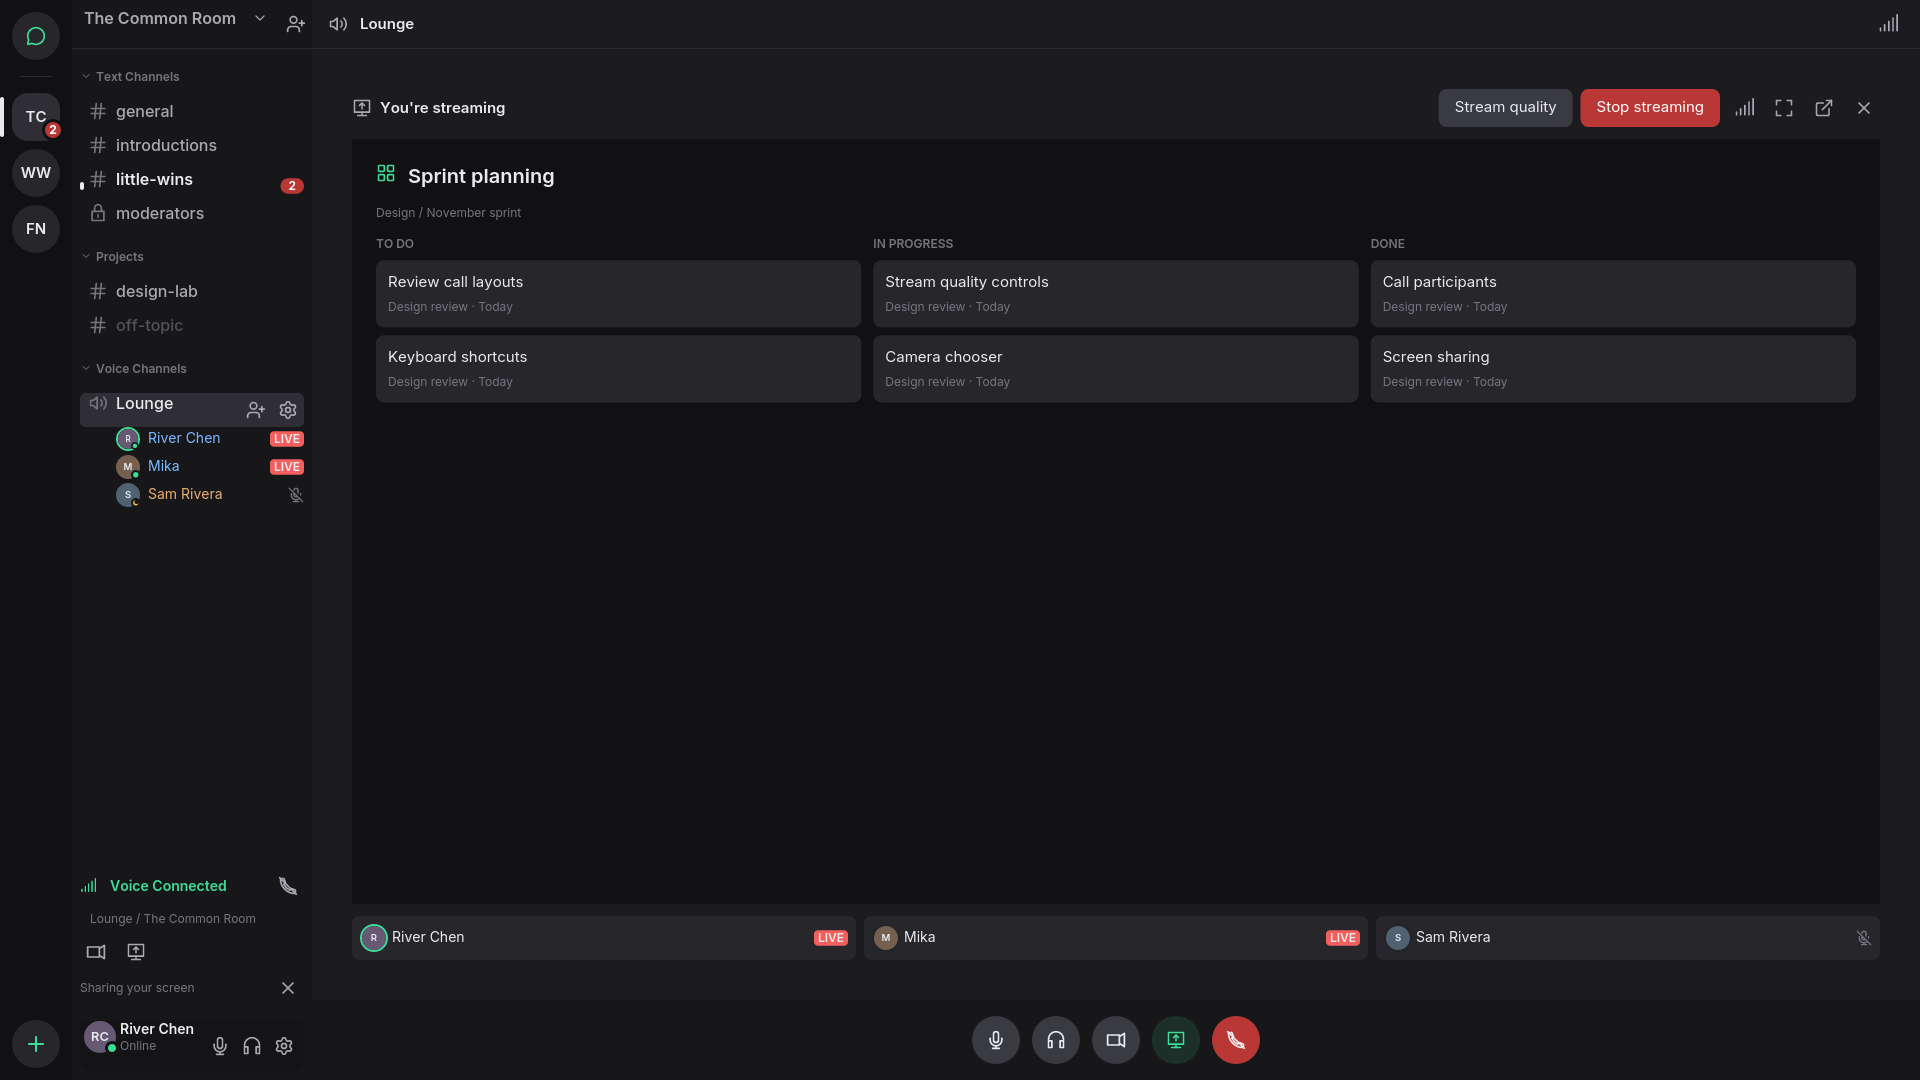 TC
2
WW
FN
The Common Room
Text Channels
general
introductions
little-wins
2
moderators
Projects
design-lab
off-topic
Voice Channels
Lounge
R
River Chen
LIVE
M
Mika
LIVE
S
Sam Rivera
Voice Connected
Lounge / The Common Room
Sharing your screen
RC
River Chen
Online
Lounge
You're streaming
Stream quality
Stop streaming
Sprint planning
Design / November sprint
TO DO
Review call layouts
Design review · Today
Keyboard shortcuts
Design review · Today
IN PROGRESS
Stream quality controls
Design review · Today
Camera chooser
Design review · Today
DONE
Call participants
Design review · Today
Screen sharing
Design review · Today
R
River Chen
LIVE
M
Mika
LIVE
S
Sam Rivera